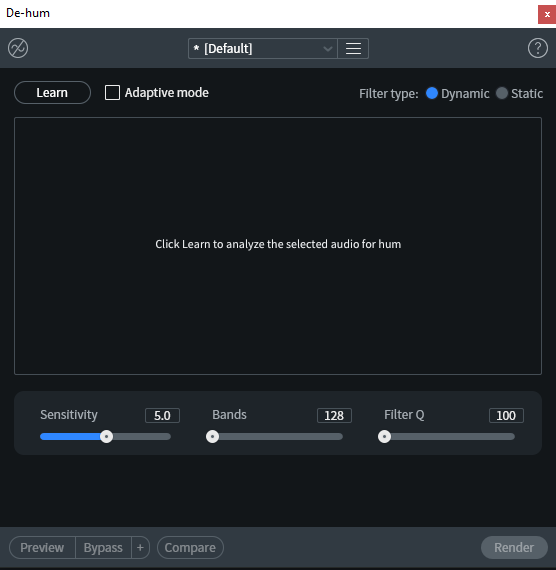 De-hum
x
* [Default]
?
Learn
Adaptive mode
Filter type: Dynamic Static
Click Learn to analyze the selected audio for hum
Sensitivity 5.0 Bands 128 Filter Q 100
Preview Bypass + Compare Render